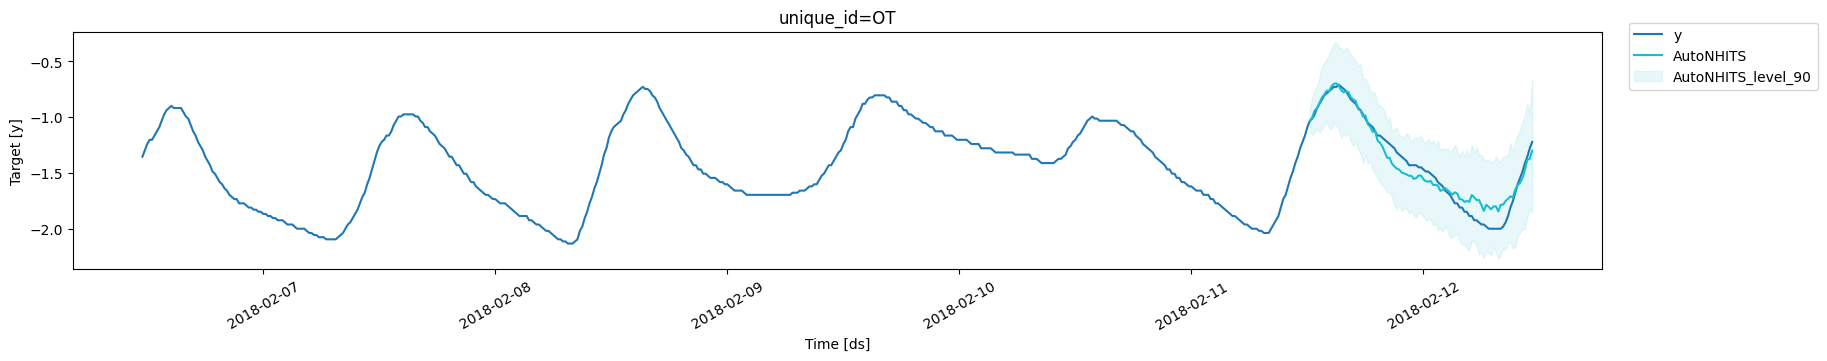 unique_id=OT
y
AutoNHITS
AutoNHITS_level_90
Target [y]
−0.5
−1.0
−1.5
−2.0
2018-02-07
2018-02-08
2018-02-09
2018-02-10
2018-02-11
2018-02-12
Time [ds]